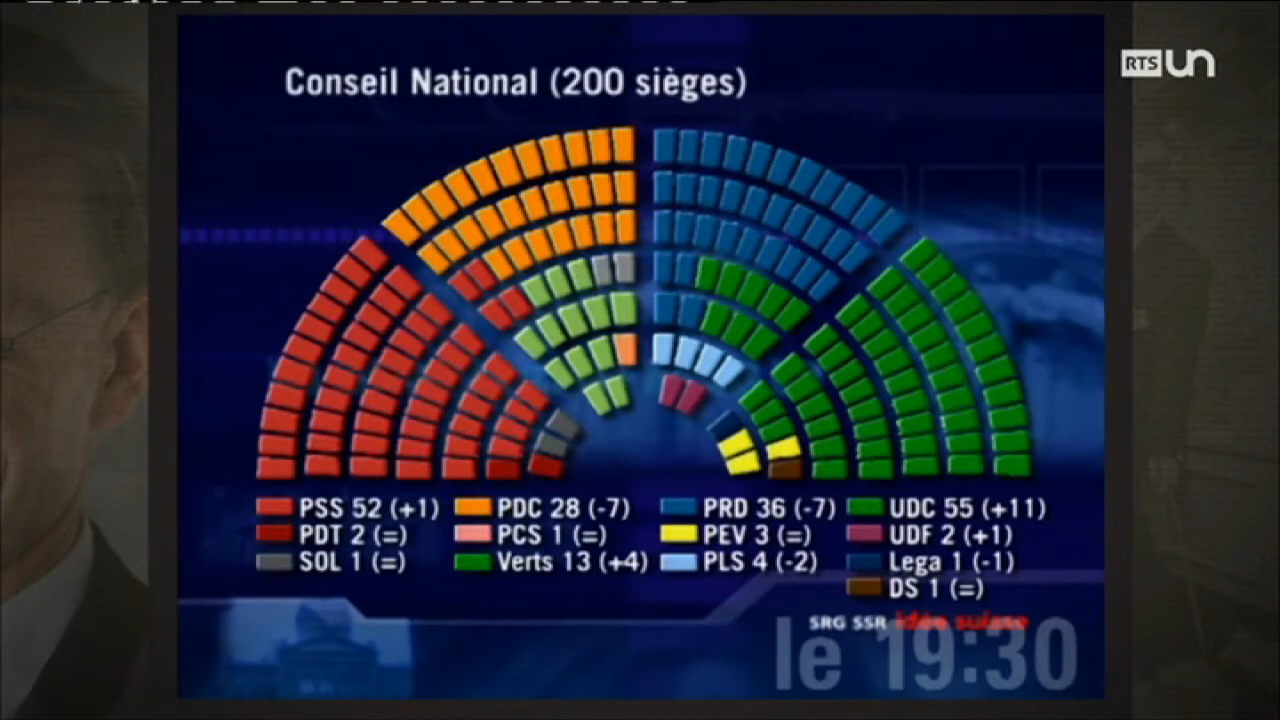 RTS un
Conseil National (200 sièges)
PSS 52 (+1) PDC 28 (-7) PRD 36 (-7) UDC 55 (+11)
PDT 2 (=) PCS 1 (=) PEV 3 (=) UDF 2 (+1)
SOL 1 (=) Verts 13 (+4) PLS 4 (-2) Lega 1 (-1)
DS 1 (=)
SRG SSR idée suisse
le 19:30